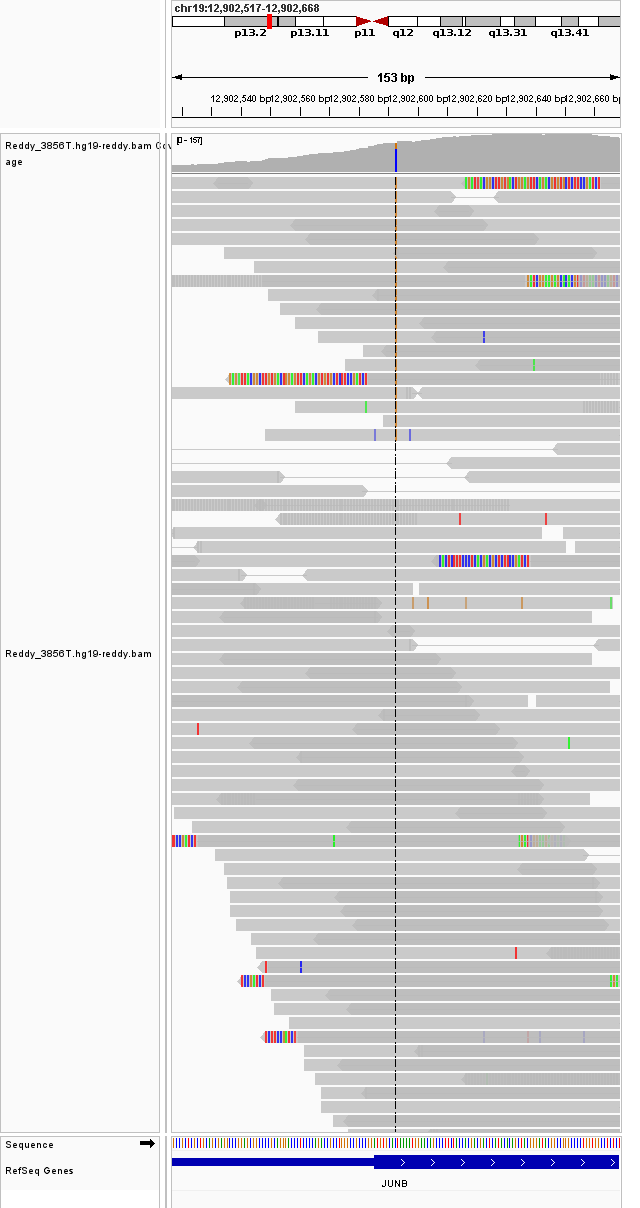 chr19:12,902,517-12,902,668
p13.2 p13.11 p11 q12 q13.12 q13.31 q13.41
153 bp
12,902,540 bp 12,902,560 bp 12,902,580 bp 12,902,600 bp 12,902,620 bp 12,902,640 bp 12,902,660 bp
Reddy_3856T.hg19-reddy.bam Cov
age
[0 - 157]
Reddy_3856T.hg19-reddy.bam
Sequence
RefSeq Genes
JUNB